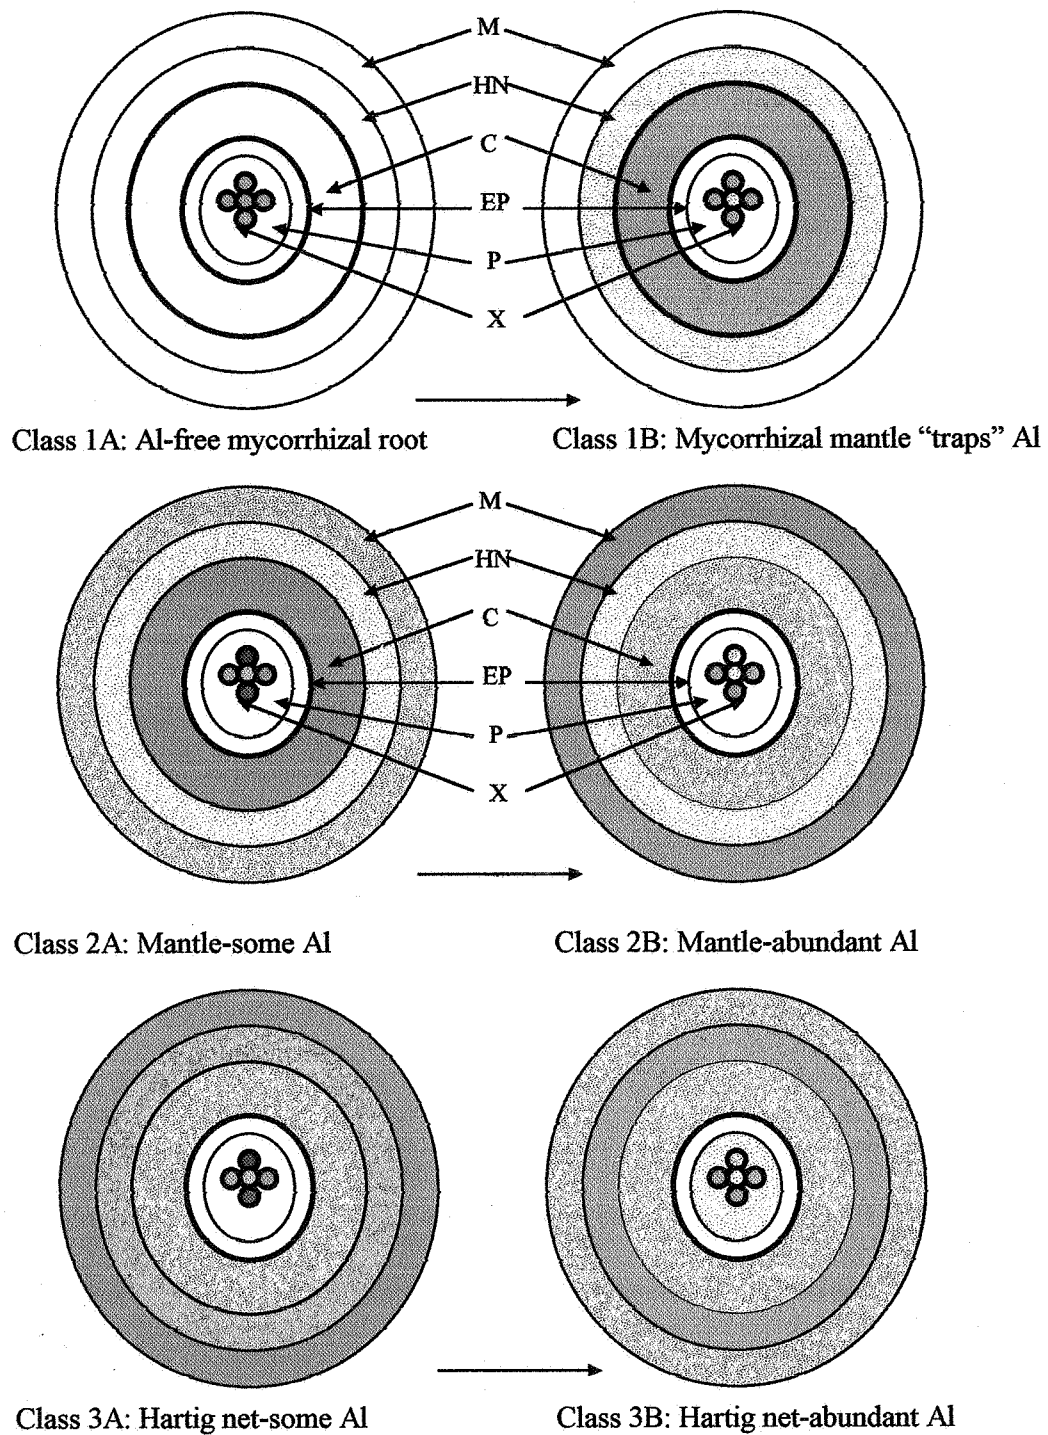 M
HN
C
EP
P
X
Class 1A: Al-free mycorrhizal root
Class 1B: Mycorrhizal mantle “traps” Al
M
HN
C
EP
P
X
Class 2A: Mantle-some Al
Class 2B: Mantle-abundant Al
Class 3A: Hartig net-some Al
Class 3B: Hartig net-abundant Al